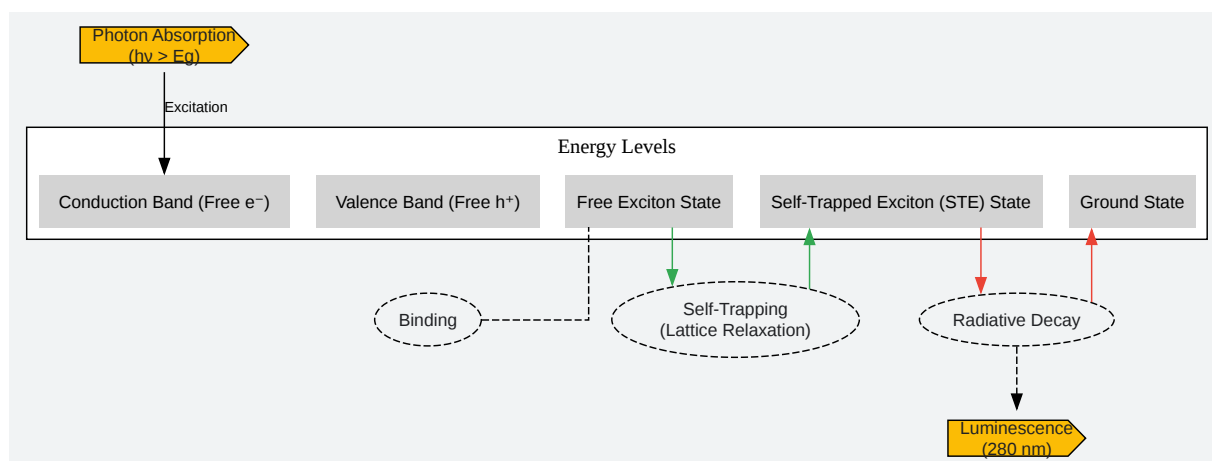 Photon Absorption
(hν > Eg)
Excitation
Energy Levels
Conduction Band (Free e⁻)
Valence Band (Free h⁺)
Free Exciton State
Self-Trapped Exciton (STE) State
Ground State
Binding
Self-Trapping
(Lattice Relaxation)
Radiative Decay
Luminescence
(280 nm)